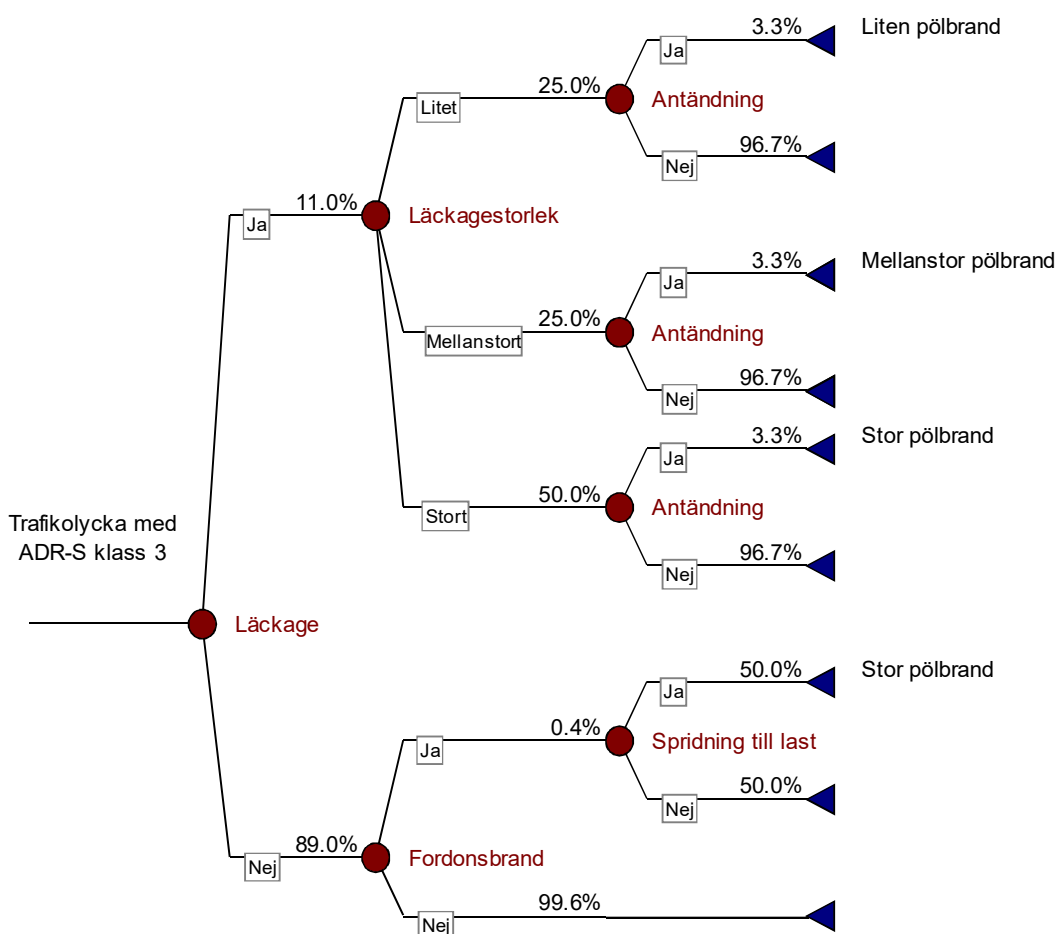 3.3%
Liten pölbrand
Ja
25.0%
Antändning
Litet
96.7%
Nej
11.0%
Läckagestorlek
Ja
3.3%
Mellanstor pölbrand
Ja
25.0%
Antändning
Mellanstort
96.7%
Nej
3.3%
Stor pölbrand
Ja
50.0%
Antändning
Stort
96.7%
Nej
Trafikolycka med
ADR-S klass 3
Läckage
50.0%
Stor pölbrand
Ja
0.4%
Spridning till last
Ja
50.0%
Nej
89.0%
Fordonsbrand
Nej
99.6%
Nej